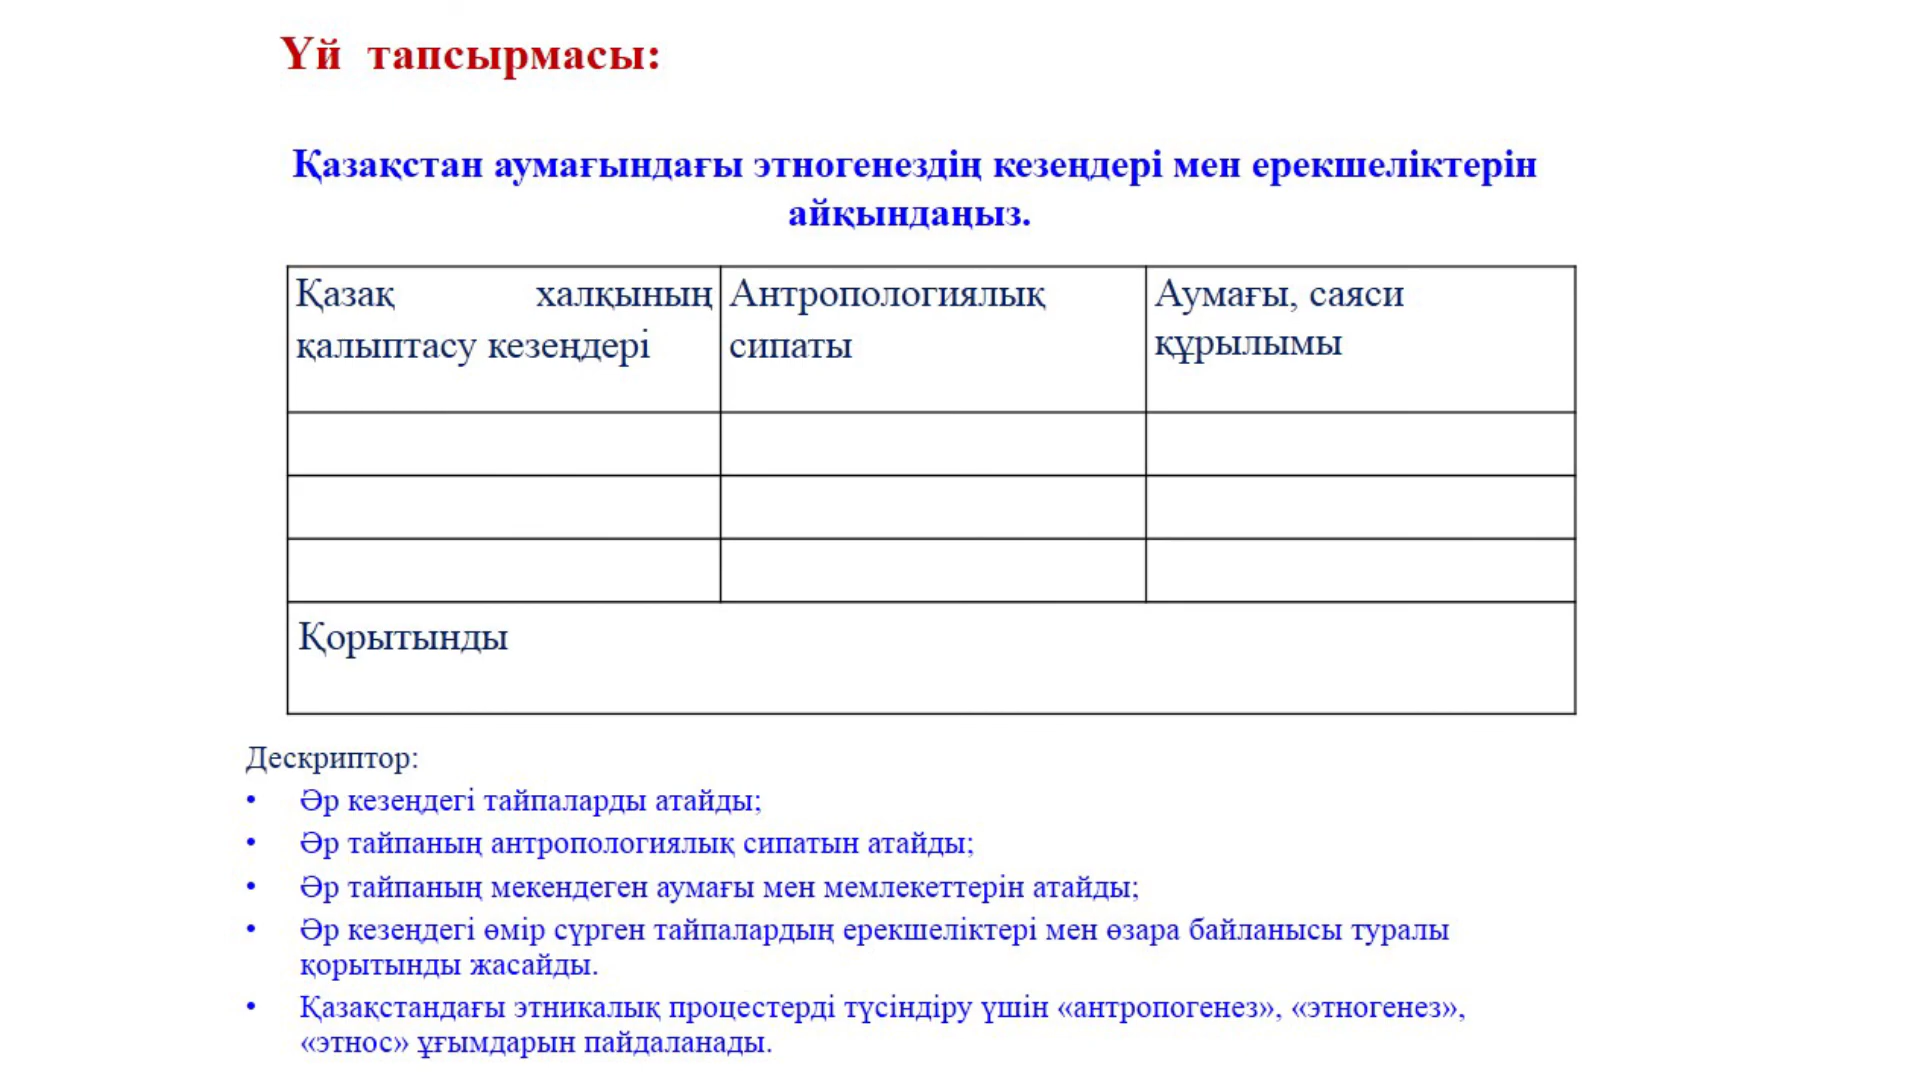 Үй тапсырмасы:
Қазақстан аумағындағы этногенездің кезеңдері мен ерекшеліктерін
айқындаңыз.
Қазақ халқының
қалыптасу кезеңдері
Антропологиялық
сипаты
Аумағы, саяси
құрылымы
Қорытынды
Дескриптор:
• Әр кезеңдегі тайпаларды атайды;
• Әр тайпаның антропологиялық сипатын атайды;
• Әр тайпаның мекендеген аумағы мен мемлекеттерін атайды;
• Әр кезеңдегі өмір сүрген тайпалардың ерекшеліктері мен өзара байланысы туралы
қорытынды жасайды.
• Қазақстандағы этникалық процестерді түсіндіру үшін «антропогенез», «этногенез»,
«этнос» ұғымдарын пайдаланады.